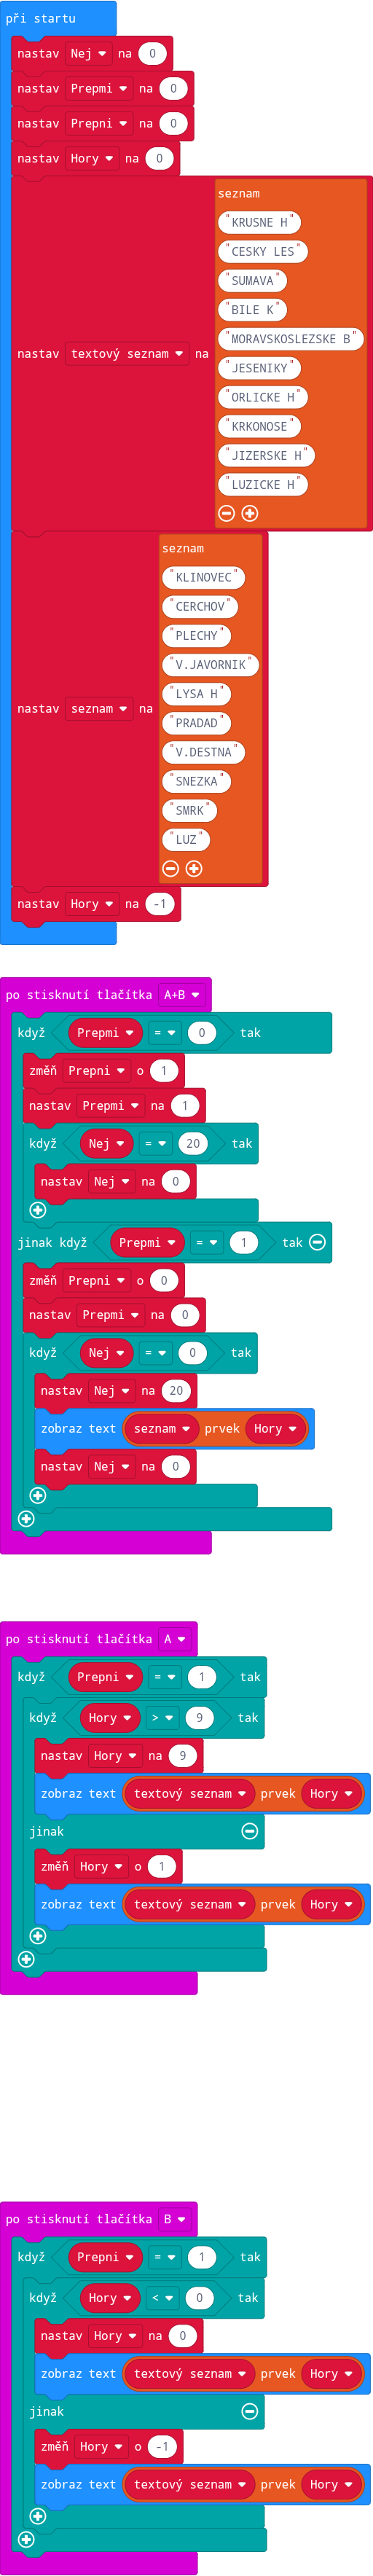 při startu
nastav Nej na 0
nastav Prepmi na 0
nastav Prepni na 0
nastav Hory na 0
nastav textový seznam na seznam
"KRUSNE H"
"CESKY LES"
"SUMAVA"
"BILE K"
"MORAVSKOSLEZSKE B"
"JESENIKY"
"ORLICKE H"
"KRKONOSE"
"JIZERSKE H"
"LUZICKE H"
nastav seznam na seznam
"KLINOVEC"
"CERCHOV"
"PLECHY"
"V.JAVORNIK"
"LYSA H"
"PRADAD"
"V.DESTNA"
"SNEZKA"
"SMRK"
"LUZ"
nastav Hory na -1
po stisknutí tlačítka A+B
když Prepmi = 0 tak
změň Prepni o 1
nastav Prepmi na 1
když Nej = 20 tak
nastav Nej na 0
jinak když Prepmi = 1 tak
změň Prepni o 0
nastav Prepmi na 0
když Nej = 0 tak
nastav Nej na 20
zobraz text seznam prvek Hory
nastav Nej na 0
po stisknutí tlačítka A
když Prepni = 1 tak
když Hory > 9 tak
nastav Hory na 9
zobraz text textový seznam prvek Hory
jinak
změň Hory o 1
zobraz text textový seznam prvek Hory
po stisknutí tlačítka B
když Prepni = 1 tak
když Hory < 0 tak
nastav Hory na 0
zobraz text textový seznam prvek Hory
jinak
změň Hory o -1
zobraz text textový seznam prvek Hory